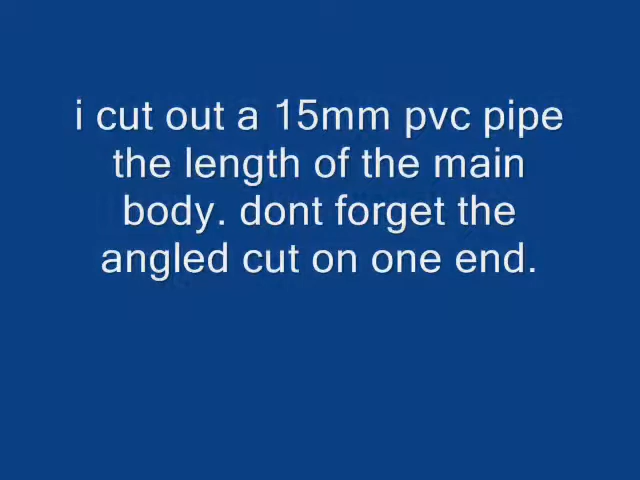 i cut out a 15mm pvc pipe
the length of the main
body. dont forget the
angled cut on one end.